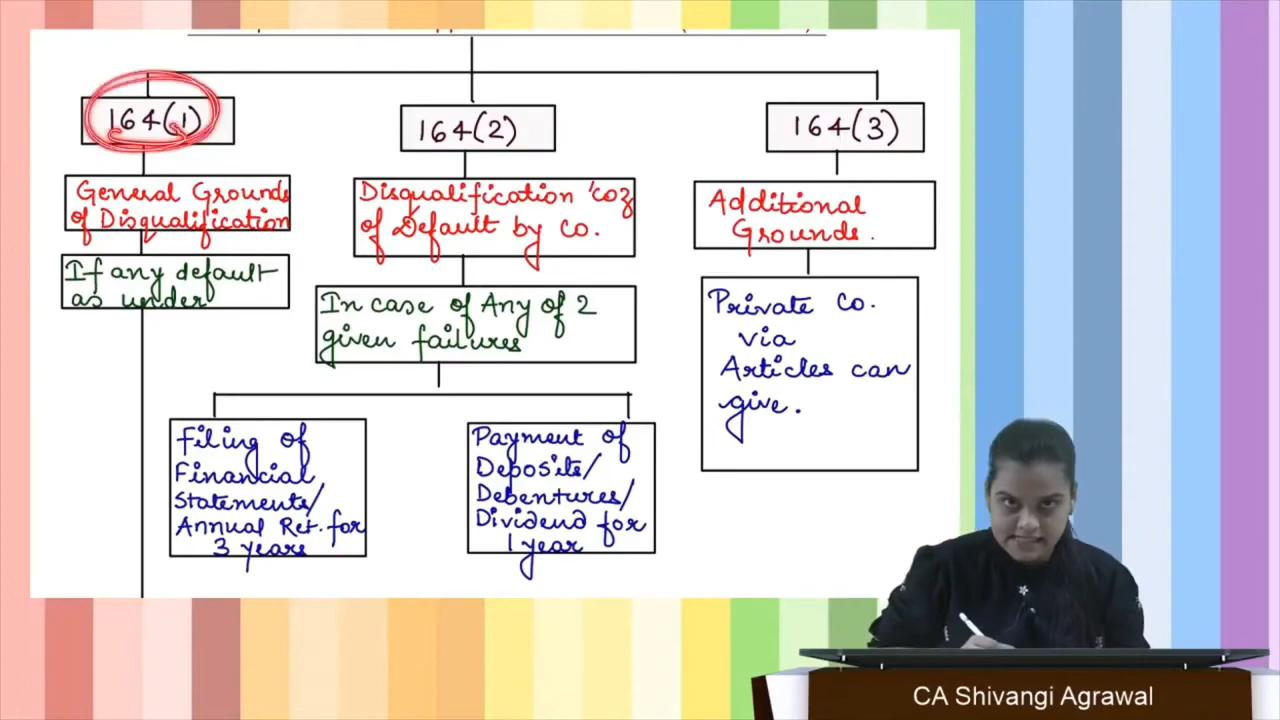 164(1)
General Grounds
of Disqualification
If any default
as under
164(2)
Disqualification 'coz
of Default by co.
In case of Any of 2
given failures
Filing of
Financial
Statements/
Annual Ret. for
3 years
Payment of
Deposits/
Debentures/
Dividend for
1 year
164(3)
Additional
Grounds.
Private Co.
via
Articles can
give.
CA Shivangi Agrawal